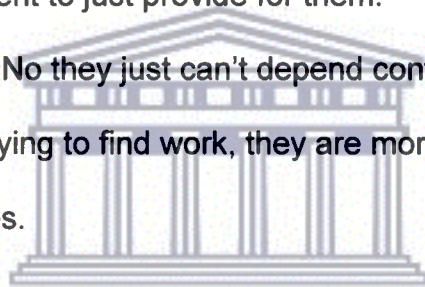 ent to just provide for them.
No they just can't depend con
ying to find work, they are mor
s.